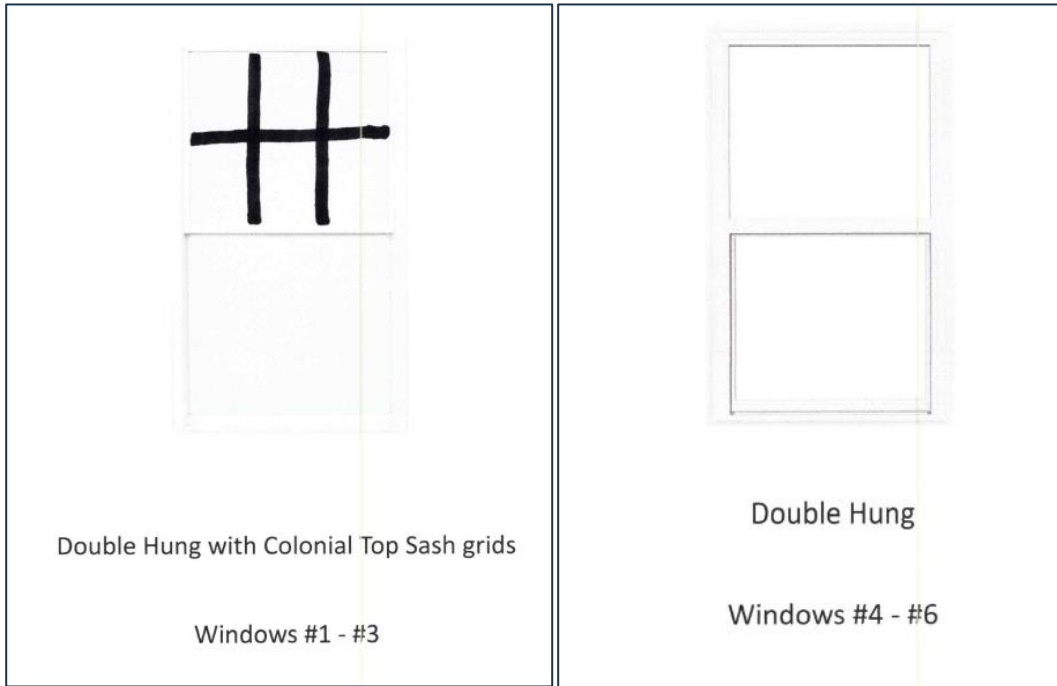 Double Hung with Colonial Top Sash grids
Windows #1 - #3
Double Hung
Windows #4 - #6